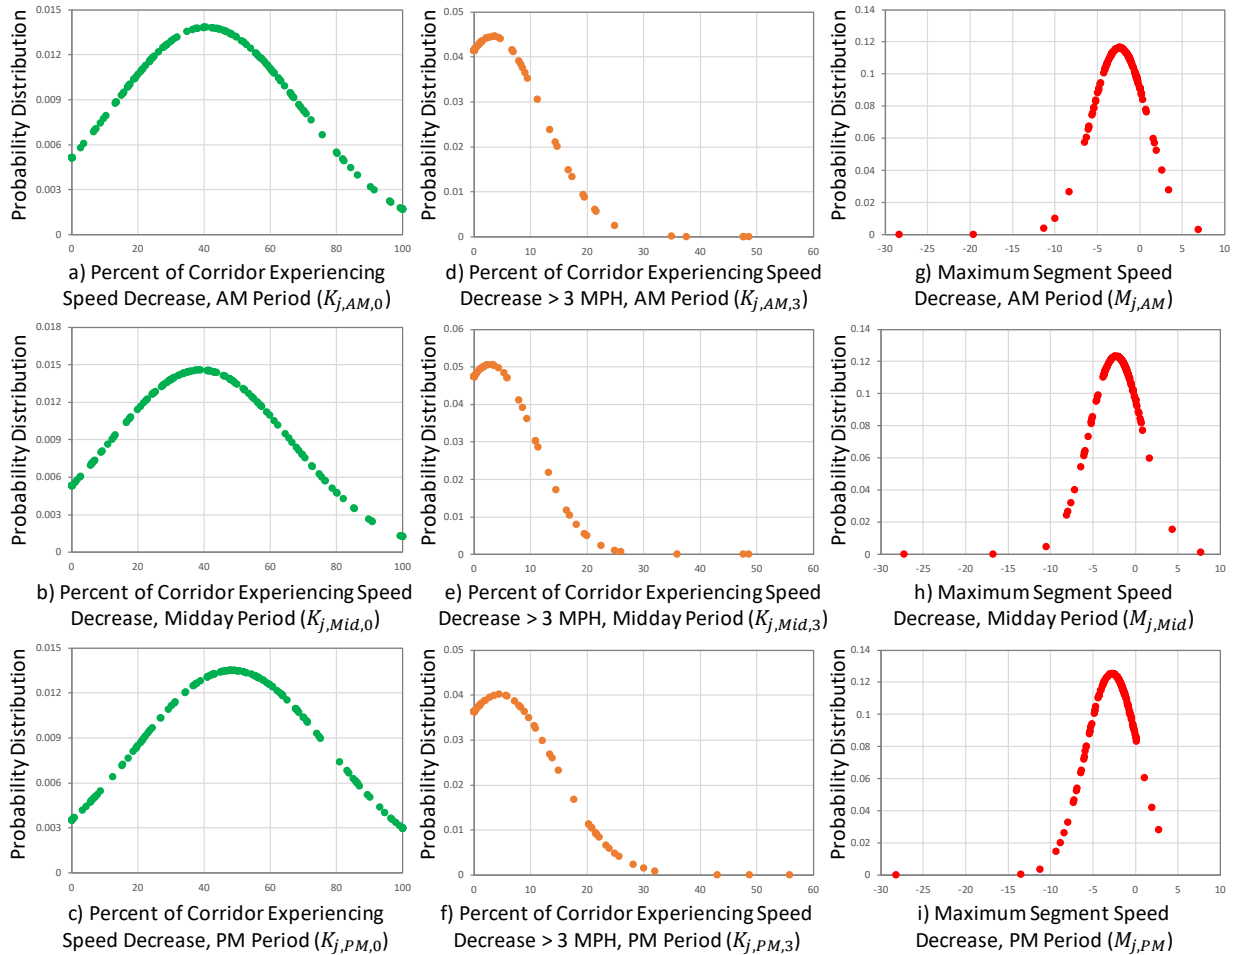 Probability Distribution
0.015
0.012
0.009
0.006
0.003
0
0 20 40 60 80 100
a) Percent of Corridor Experiencing
Speed Decrease, AM Period (K_{j,AM,0})
Probability Distribution
0.05
0.04
0.03
0.02
0.01
0
0 10 20 30 40 50 60
d) Percent of Corridor Experiencing Speed
Decrease > 3 MPH, AM Period (K_{j,AM,3})
Probability Distribution
0.14
0.12
0.1
0.08
0.06
0.04
0.02
0
-30 -25 -20 -15 -10 -5 0 5 10
g) Maximum Segment Speed
Decrease, AM Period (M_{j,AM})
Probability Distribution
0.018
0.015
0.012
0.009
0.006
0.003
0
0 20 40 60 80 100
b) Percent of Corridor Experiencing Speed
Decrease, Midday Period (K_{j,Mid,0})
Probability Distribution
0.06
0.05
0.04
0.03
0.02
0.01
0
0 10 20 30 40 50 60
e) Percent of Corridor Experiencing Speed
Decrease > 3 MPH, Midday Period (K_{j,Mid,3})
Probability Distribution
0.14
0.12
0.1
0.08
0.06
0.04
0.02
0
-30 -25 -20 -15 -10 -5 0 5 10
h) Maximum Segment Speed
Decrease, Midday Period (M_{j,Mid})
Probability Distribution
0.015
0.012
0.009
0.006
0.003
0
0 20 40 60 80 100
c) Percent of Corridor Experiencing
Speed Decrease, PM Period (K_{j,PM,0})
Probability Distribution
0.05
0.04
0.03
0.02
0.01
0
0 10 20 30 40 50 60
f) Percent of Corridor Experiencing Speed
Decrease > 3 MPH, PM Period (K_{j,PM,3})
Probability Distribution
0.14
0.12
0.1
0.08
0.06
0.04
0.02
0
-30 -25 -20 -15 -10 -5 0 5 10
i) Maximum Segment Speed
Decrease, PM Period (M_{j,PM})